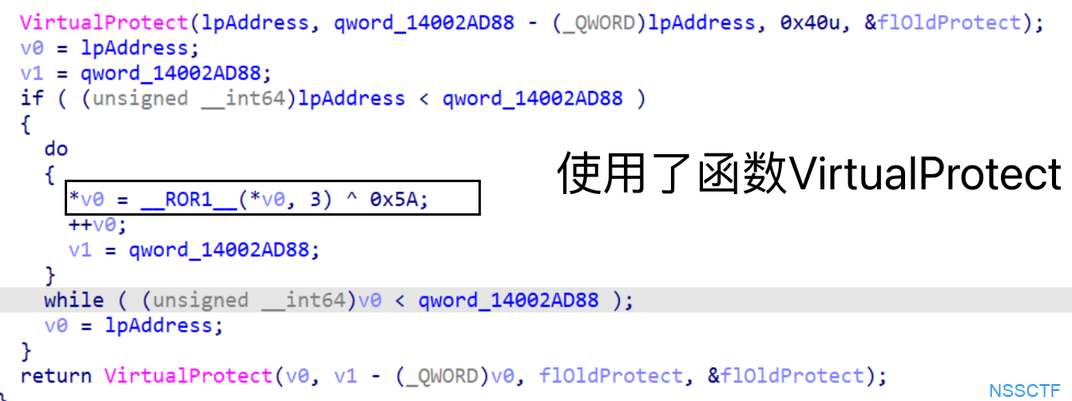 VirtualProtect(lpAddress, qword_14002AD88 - (_QWORD)lpAddress, 0x40u, &flOldProtect);
v0 = lpAddress;
v1 = qword_14002AD88;
if ( (unsigned __int64)lpAddress < qword_14002AD88 )
{
do
{
*v0 = __ROR1__(*v0, 3) ^ 0x5A;
++v0;
v1 = qword_14002AD88;
}
while ( (unsigned __int64)v0 < qword_14002AD88 );
v0 = lpAddress;
}
return VirtualProtect(v0, v1 - (_QWORD)v0, flOldProtect, &flOldProtect);
使用了函数VirtualProtect
NSSCTF